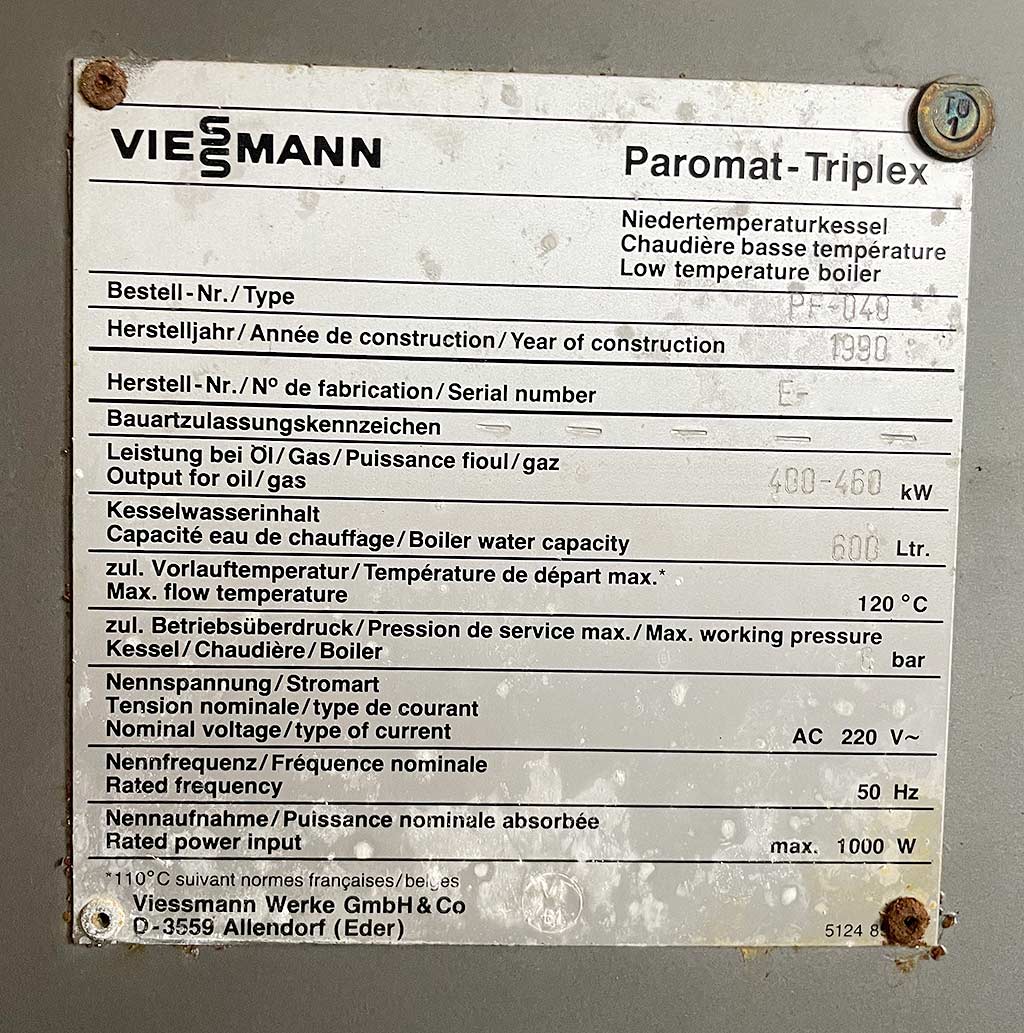 VIESSMANN
Paromat-Triplex
Niedertemperaturkessel
Chaudière basse température
Low temperature boiler
Bestell-Nr./Type PF-040
Herstelljahr/Année de construction/Year of construction 1990
Herstell-Nr./Nº de fabrication/Serial number E-
Bauartzulassungskennzeichen — — — — —
Leistung bei Öl/Gas/Puissance fioul/gaz
Output for oil/gas 400-460 kW
Kesselwasserinhalt
Capacité eau de chauffage/Boiler water capacity 600 Ltr.
zul. Vorlauftemperatur/Température de départ max.*
Max. flow temperature 120 °C
zul. Betriebsüberdruck/Pression de service max./Max. working pressure
Kessel/Chaudière/Boiler bar
Nennspannung/Stromart
Tension nominale/type de courant
Nominal voltage/type of current AC 220 V~
Nennfrequenz/Fréquence nominale
Rated frequency 50 Hz
Nennaufnahme/Puissance nominale absorbée
Rated power input max. 1000 W
*110°C suivant normes françaises/belges
Viessmann Werke GmbH & Co
D-3559 Allendorf (Eder) 5124